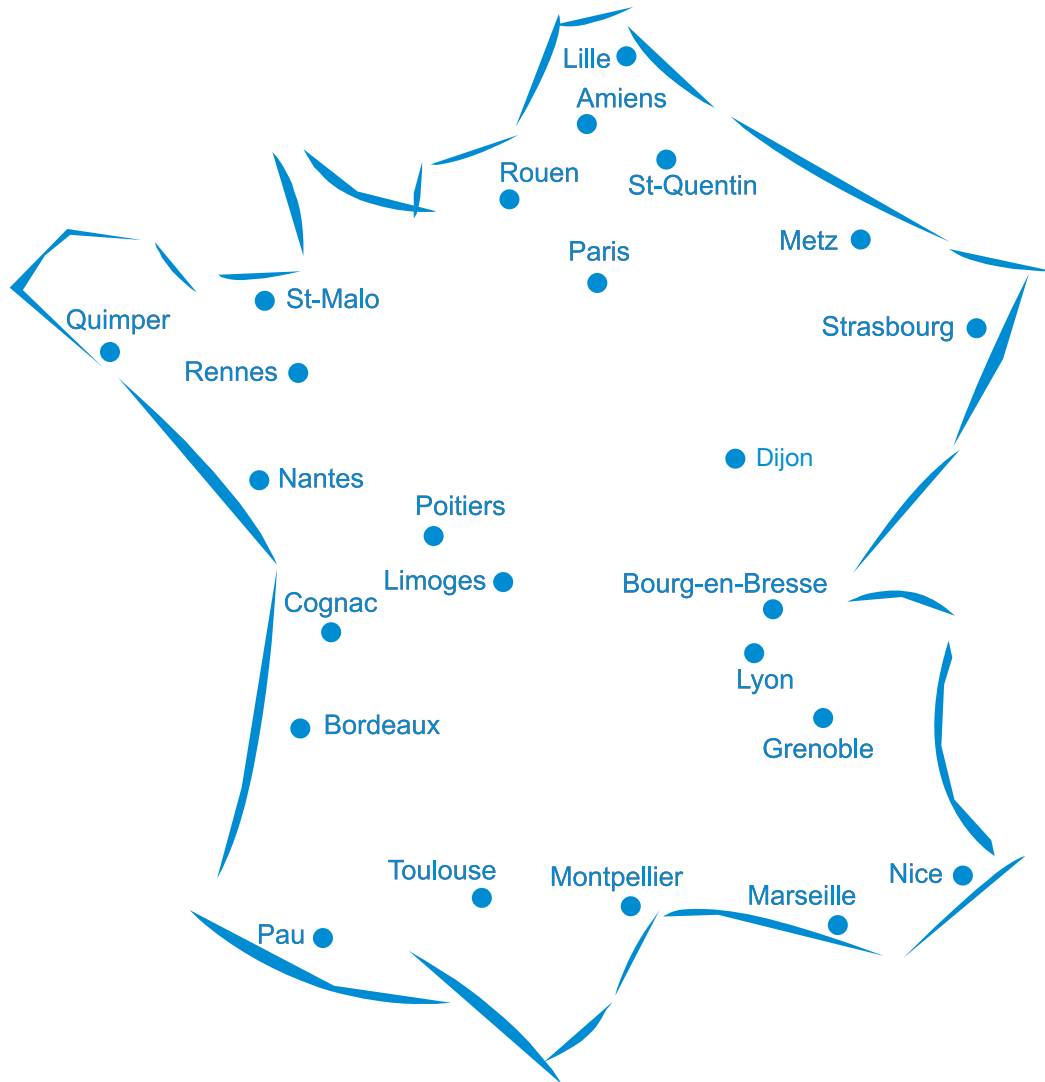 Lille
Amiens
Rouen
St-Quentin
Metz
Paris
St-Malo
Quimper
Strasbourg
Rennes
Dijon
Nantes
Poitiers
Limoges
Bourg-en-Bresse
Cognac
Lyon
Bordeaux
Grenoble
Toulouse
Montpellier
Nice
Marseille
Pau